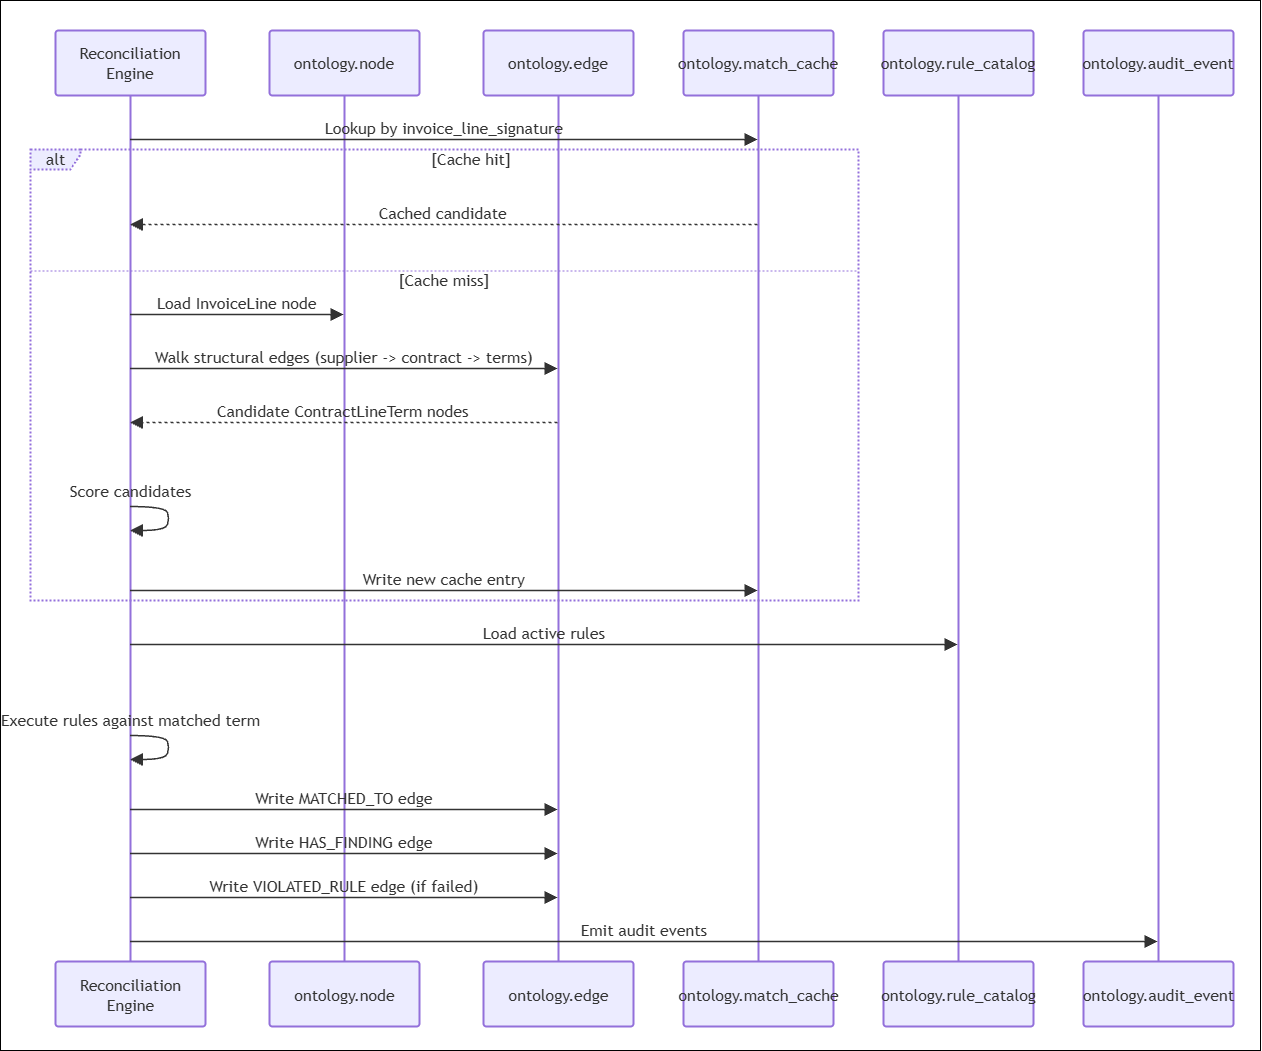 Reconciliation
Engine
ontology.node
ontology.edge
ontology.match_cache
ontology.rule_catalog
ontology.audit_event
Lookup by invoice_line_signature
alt
[Cache hit]
Cached candidate
[Cache miss]
Load InvoiceLine node
Walk structural edges (supplier -> contract -> terms)
Candidate ContractLineTerm nodes
Score candidates
Write new cache entry
Load active rules
Execute rules against matched term
Write MATCHED_TO edge
Write HAS_FINDING edge
Write VIOLATED_RULE edge (if failed)
Emit audit events
Reconciliation
Engine
ontology.node
ontology.edge
ontology.match_cache
ontology.rule_catalog
ontology.audit_event